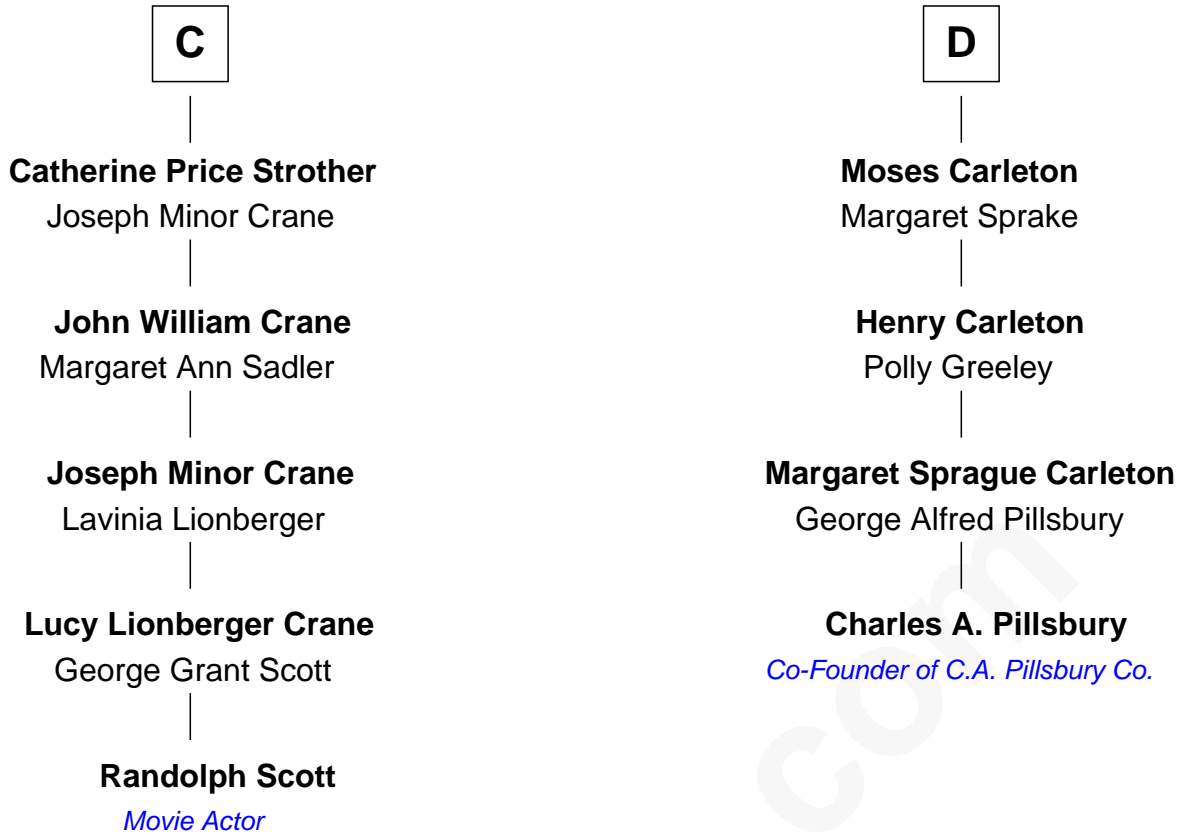 C
Catherine Price Strother
Joseph Minor Crane
John William Crane
Margaret Ann Sadler
Joseph Minor Crane
Lavinia Lionberger
Lucy Lionberger Crane
George Grant Scott
Randolph Scott
Movie Actor
D
Moses Carleton
Margaret Sprake
Henry Carleton
Polly Greeley
Margaret Sprague Carleton
George Alfred Pillsbury
Charles A. Pillsbury
Co-Founder of C.A. Pillsbury Co.
com